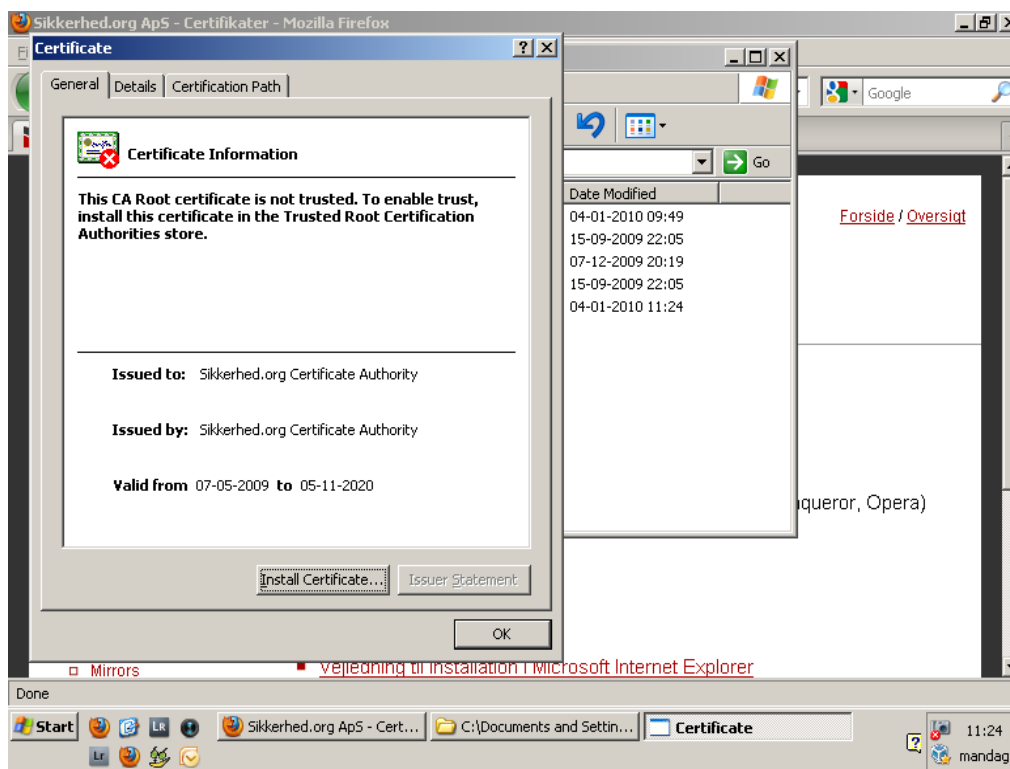 Sikkerhed.org ApS - Certifikater - Mozilla Firefox
Certificate
General
Details
Certification Path
Certificate Information
This CA Root certificate is not trusted. To enable trust,
install this certificate in the Trusted Root Certification
Authorities store.
Issued to: Sikkerhed.org Certificate Authority
Issued by: Sikkerhed.org Certificate Authority
Valid from 07-05-2009 to 05-11-2020
Install Certificate...
Issuer Statement
OK
Google
Go
Date Modified
04-01-2010 09:49
15-09-2009 22:05
07-12-2009 20:19
15-09-2009 22:05
04-01-2010 11:24
Forside / Oversigt
queror, Opera)
Mirrors
Vejledning til installation i Microsoft Internet Explorer
Done
Start
LR
Sikkerhed.org ApS - Cert...
C:\Documents and Settin...
Certificate
11:24
Lr
mandag